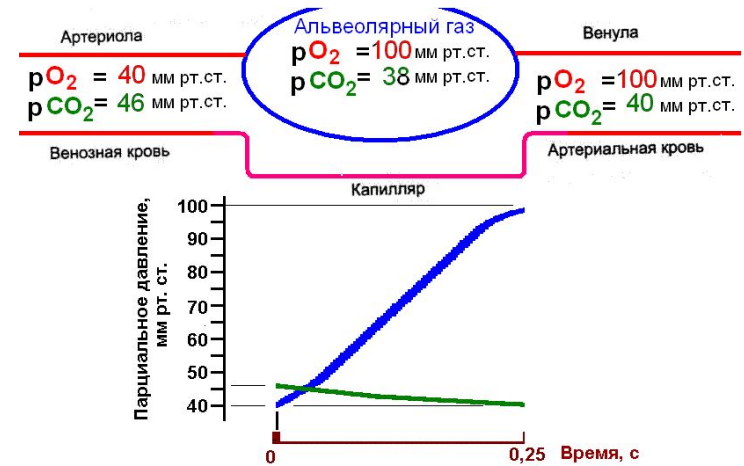 Артериола
Альвеолярный газ
Венула
pO2 = 40 мм рт.ст.
pCO2= 46 мм рт.ст.
pO2 =100 мм рт.ст.
pCO2= 38 мм рт.ст.
pO2 =100 мм рт.ст.
pCO2= 40 мм рт.ст.
Венозная кровь
Артериальная кровь
Капилляр
Парциальное давление,
мм рт. ст.
100
90
80
70
60
50
40
0
0,25
Время, с